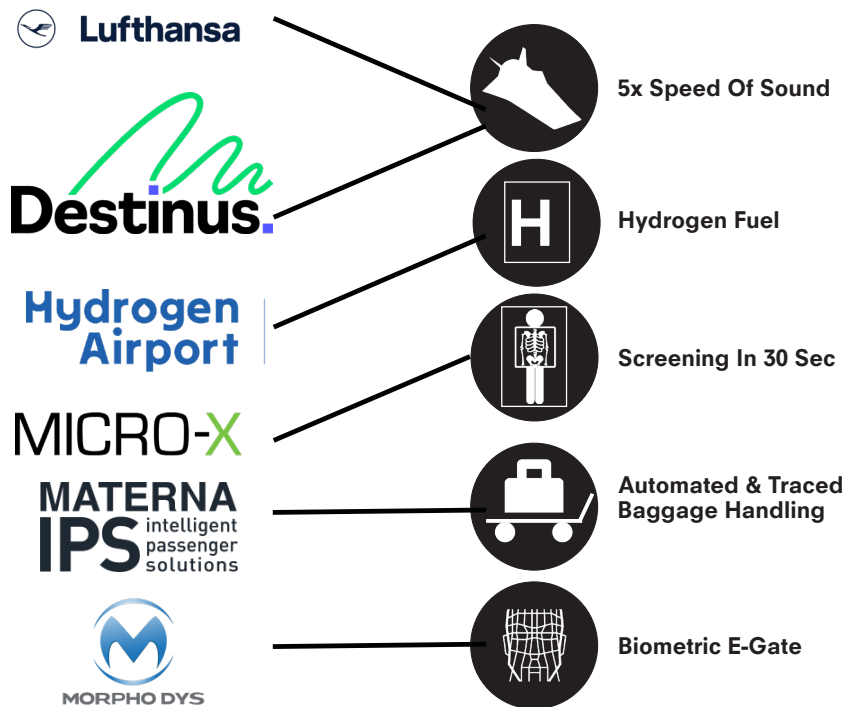 Lufthansa
5x Speed Of Sound
Destinus.
H
Hydrogen Fuel
Hydrogen
Airport
Screening In 30 Sec
MICRO-X
MATERNA
IPS intelligent
passenger
solutions
Automated & Traced
Baggage Handling
M
MORPHO DYS
Biometric E-Gate